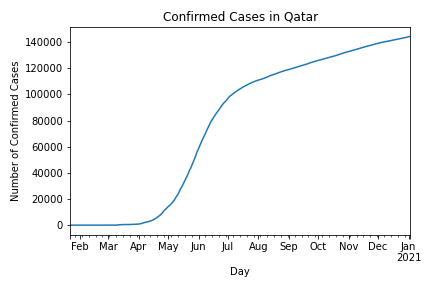 Confirmed Cases in Qatar
Number of Confirmed Cases
140000
120000
100000
80000
60000
40000
20000
0
Feb Mar Apr May Jun Jul Aug Sep Oct Nov Dec Jan
2021
Day